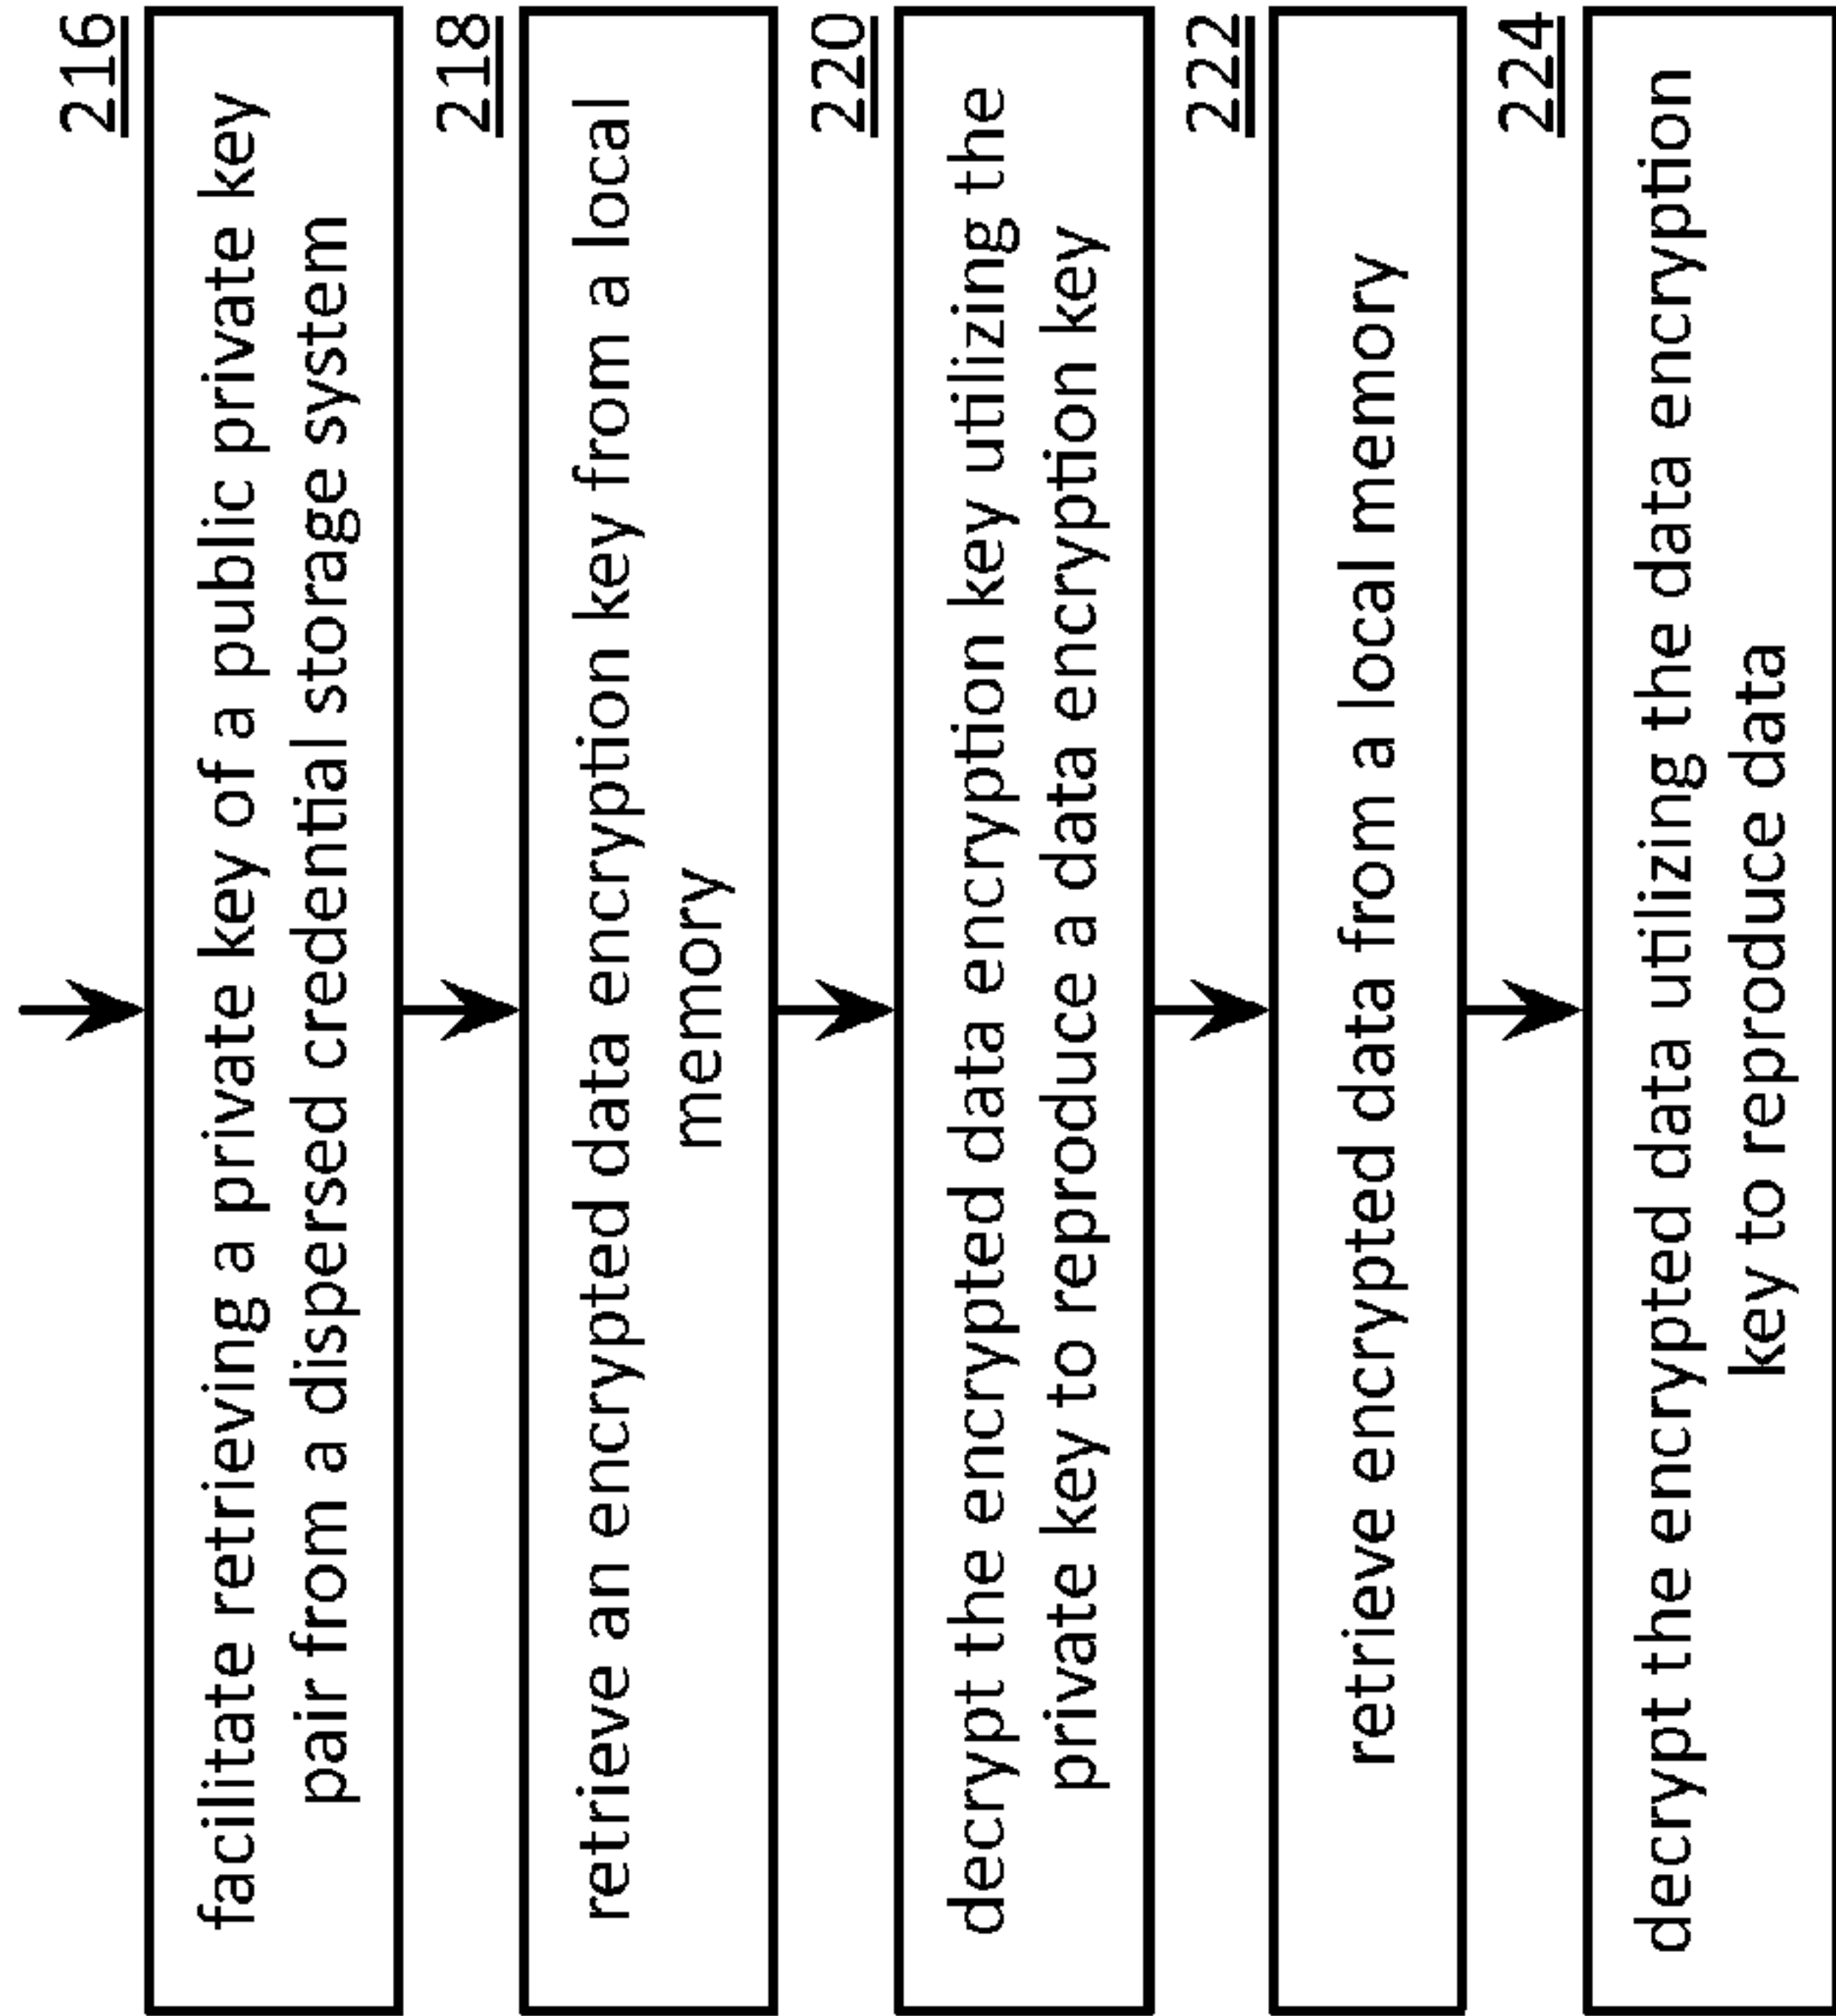 216
facilitate retrieving a private key of a public private key
pair from a dispersed credential storage system
218
retrieve an encrypted data encryption key from a local
memory
220
decrypt the encrypted data encryption key utilizing the
private key to reproduce a data encryption key
222
retrieve encrypted data from a local memory
224
decrypt the encrypted data utilizing the data encryption
key to reproduce data